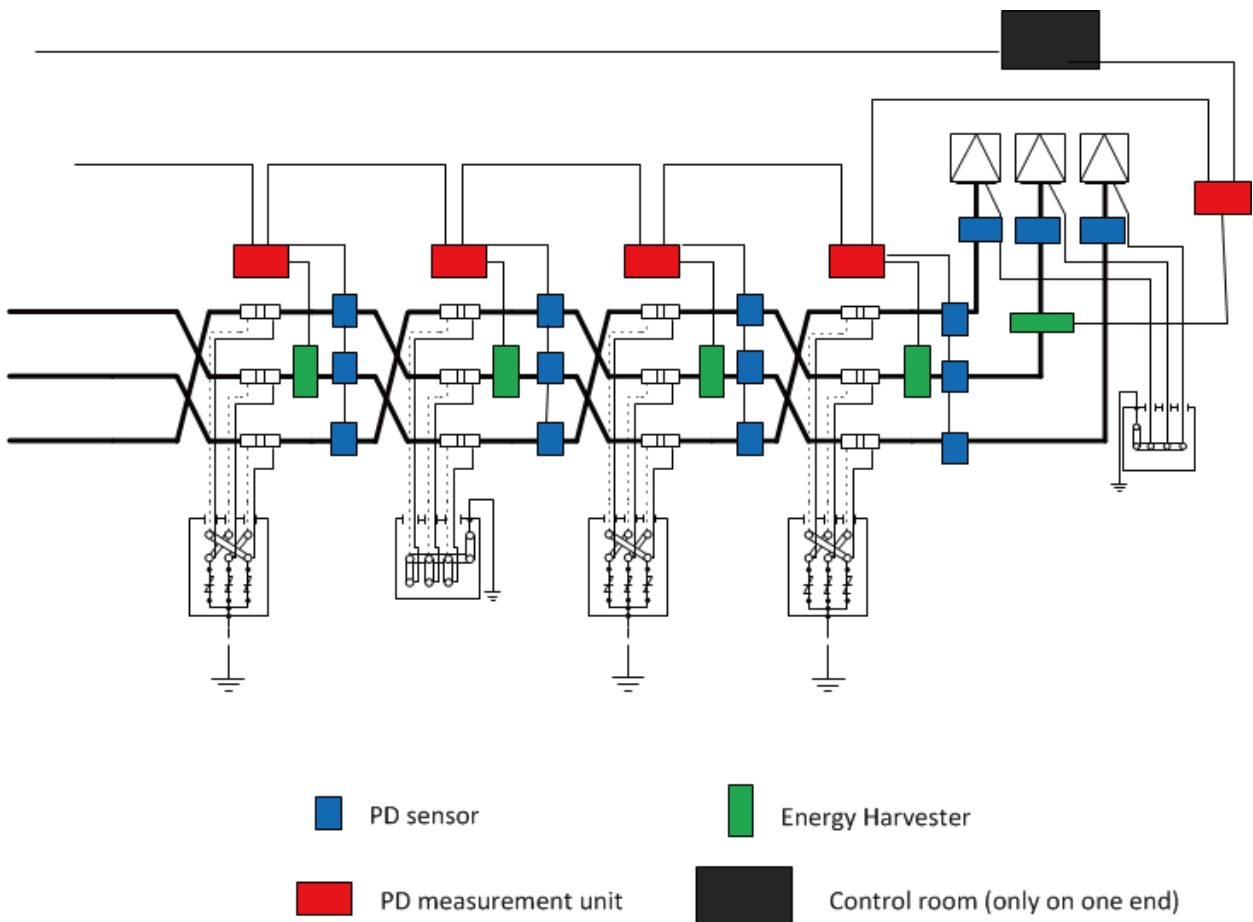 PD sensor
Energy Harvester
PD measurement unit
Control room (only on one end)